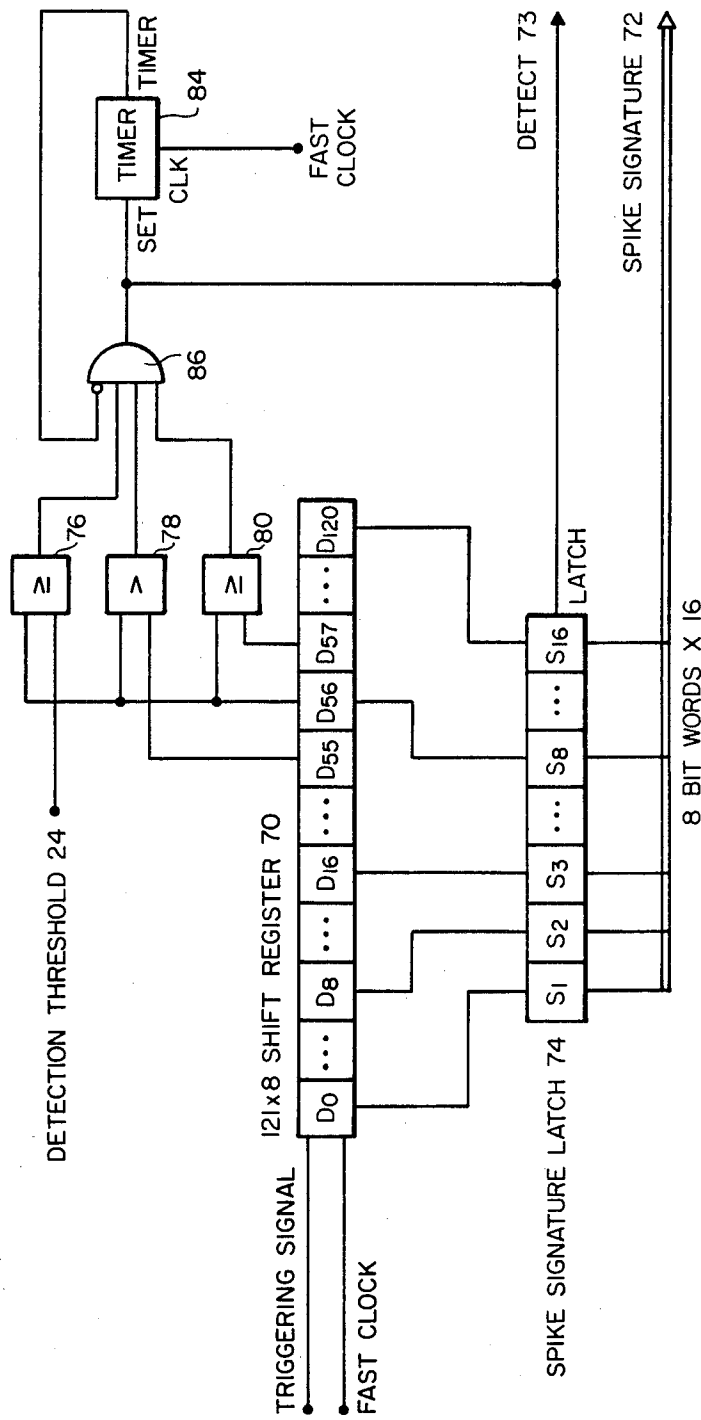 DETECTION THRESHOLD 24
≥
76
>
78
≥
80
86
SET
TIMER
TIMER
84
CLK
FAST
CLOCK
121x8 SHIFT REGISTER 70
TRIGGERING SIGNAL
FAST CLOCK
D0 ••• D8 ••• D16 ••• D55 D56 D57 ••• D120
SPIKE SIGNATURE LATCH 74
S1 S2 S3 ••• S8 ••• S16
LATCH
DETECT 73
SPIKE SIGNATURE 72
8 BIT WORDS X 16